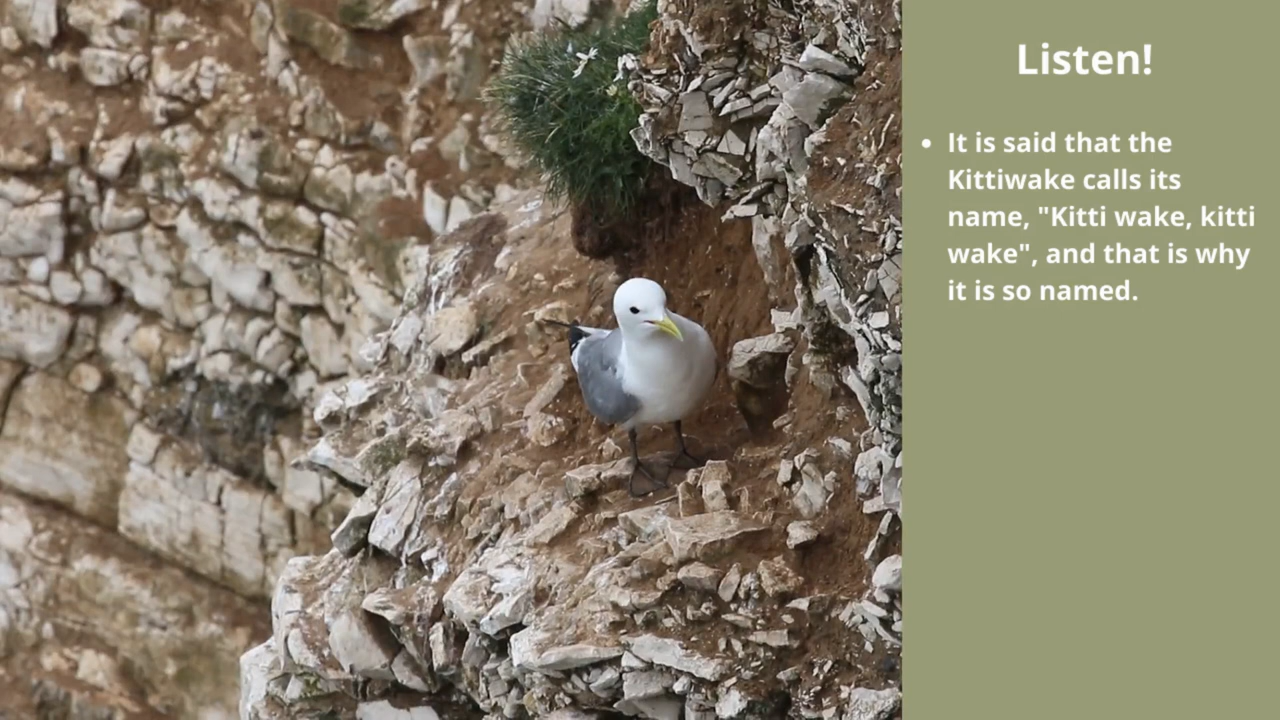 Listen!
• It is said that the
Kittiwake calls its
name, "Kitti wake, kitti
wake", and that is why
it is so named.